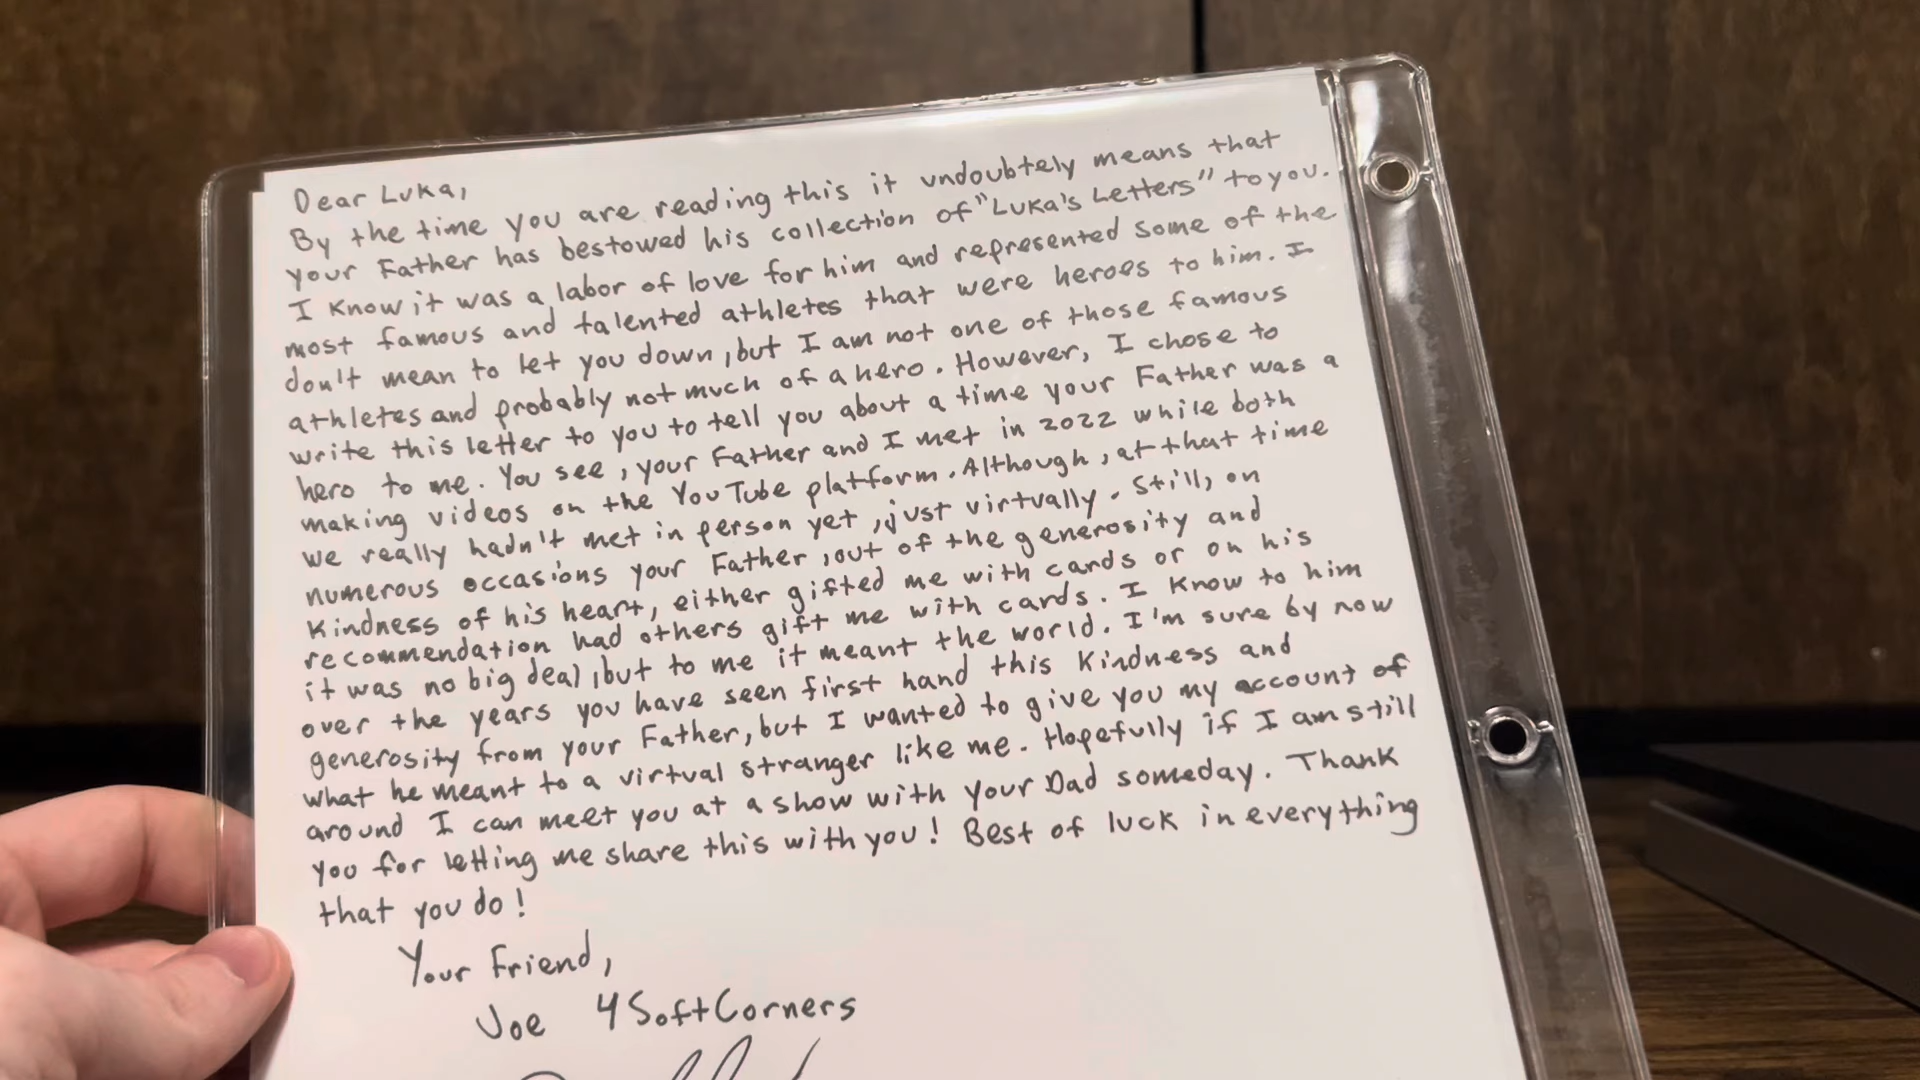 Dear Luka,
By the time you are reading this it undoubtely means that
your Father has bestowed his collection of "Luka's Letters" to you.
I know it was a labor of love for him and represented some of the
most famous and talented athletes that were heroes to him. I
don't mean to let you down, but I am not one of those famous
athletes and probably not much of a hero. However, I chose to
write this letter to you to tell you about a time your Father was a
hero to me. You see, your Father and I met in 2022 while both
making videos on the YouTube platform. Although, at that time
we really hadn't met in person yet, just virtually. Still, on
numerous occasions your Father, out of the generosity and
kindness of his heart, either gifted me with cards or on his
recommendation had others gift me with cards. I know to him
it was no big deal, but to me it meant the world. I'm sure by now
over the years you have seen first hand this kindness and
generosity from your Father, but I wanted to give you my account of
what he meant to a virtual stranger like me. Hopefully if I am still
around I can meet you at a show with your Dad someday. Thank
you for letting me share this with you! Best of luck in everything
that you do!
Your Friend,
Joe 4SoftCorners